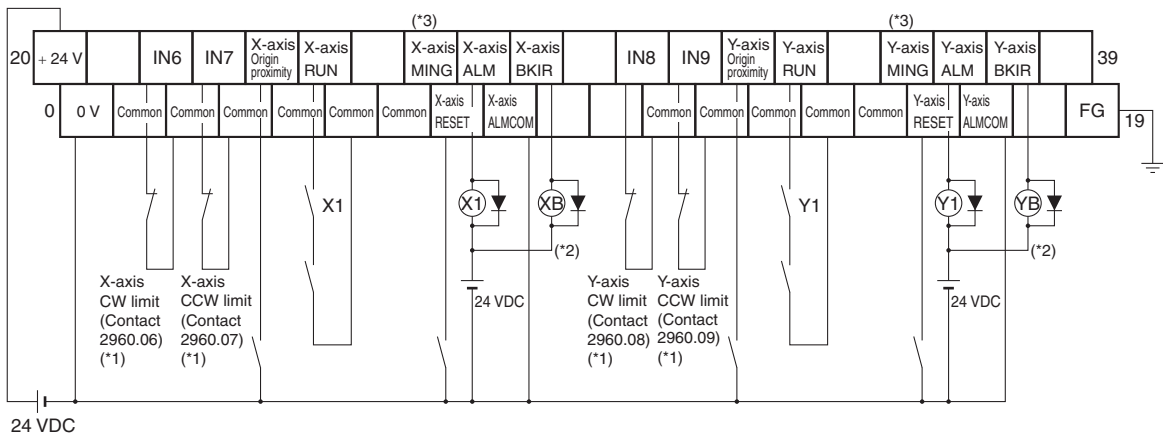 (*3) (*3)
20 + 24 V IN6 IN7 X-axis Origin proximity X-axis RUN X-axis MING X-axis ALM X-axis BKIR IN8 IN9 Y-axis Origin proximity Y-axis RUN Y-axis MING Y-axis ALM Y-axis BKIR 39
0 0 V Common Common Common Common Common Common X-axis RESET X-axis ALMCOM Common Common Common Common Common Y-axis RESET Y-axis ALMCOM FG 19
X1 X1 XB Y1 Y1 YB
(*2) (*2)
X-axis CW limit (Contact 2960.06) (*1)
X-axis CCW limit (Contact 2960.07) (*1)
24 VDC
Y-axis CW limit (Contact 2960.08) (*1)
Y-axis CCW limit (Contact 2960.09) (*1)
24 VDC
24 VDC